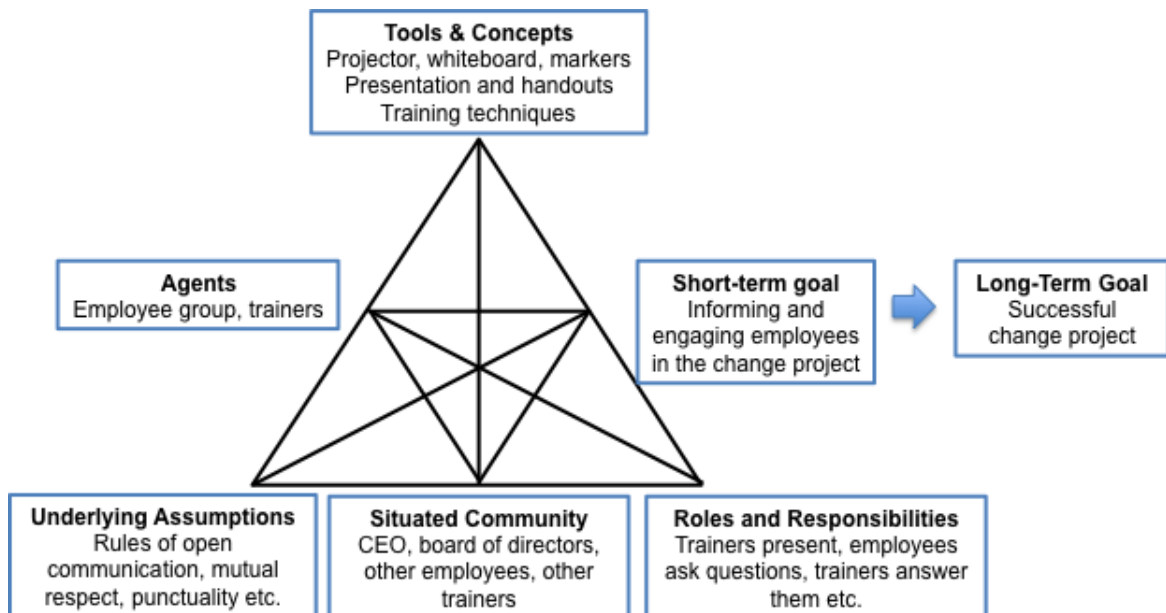 Tools & Concepts
Projector, whiteboard, markers
Presentation and handouts
Training techniques
Agents
Employee group, trainers
Short-term goal
Informing and
engaging employees
in the change project
Long-Term Goal
Successful
change project
Underlying Assumptions
Rules of open
communication, mutual
respect, punctuality etc.
Situated Community
CEO, board of directors,
other employees, other
trainers
Roles and Responsibilities
Trainers present, employees
ask questions, trainers answer
them etc.